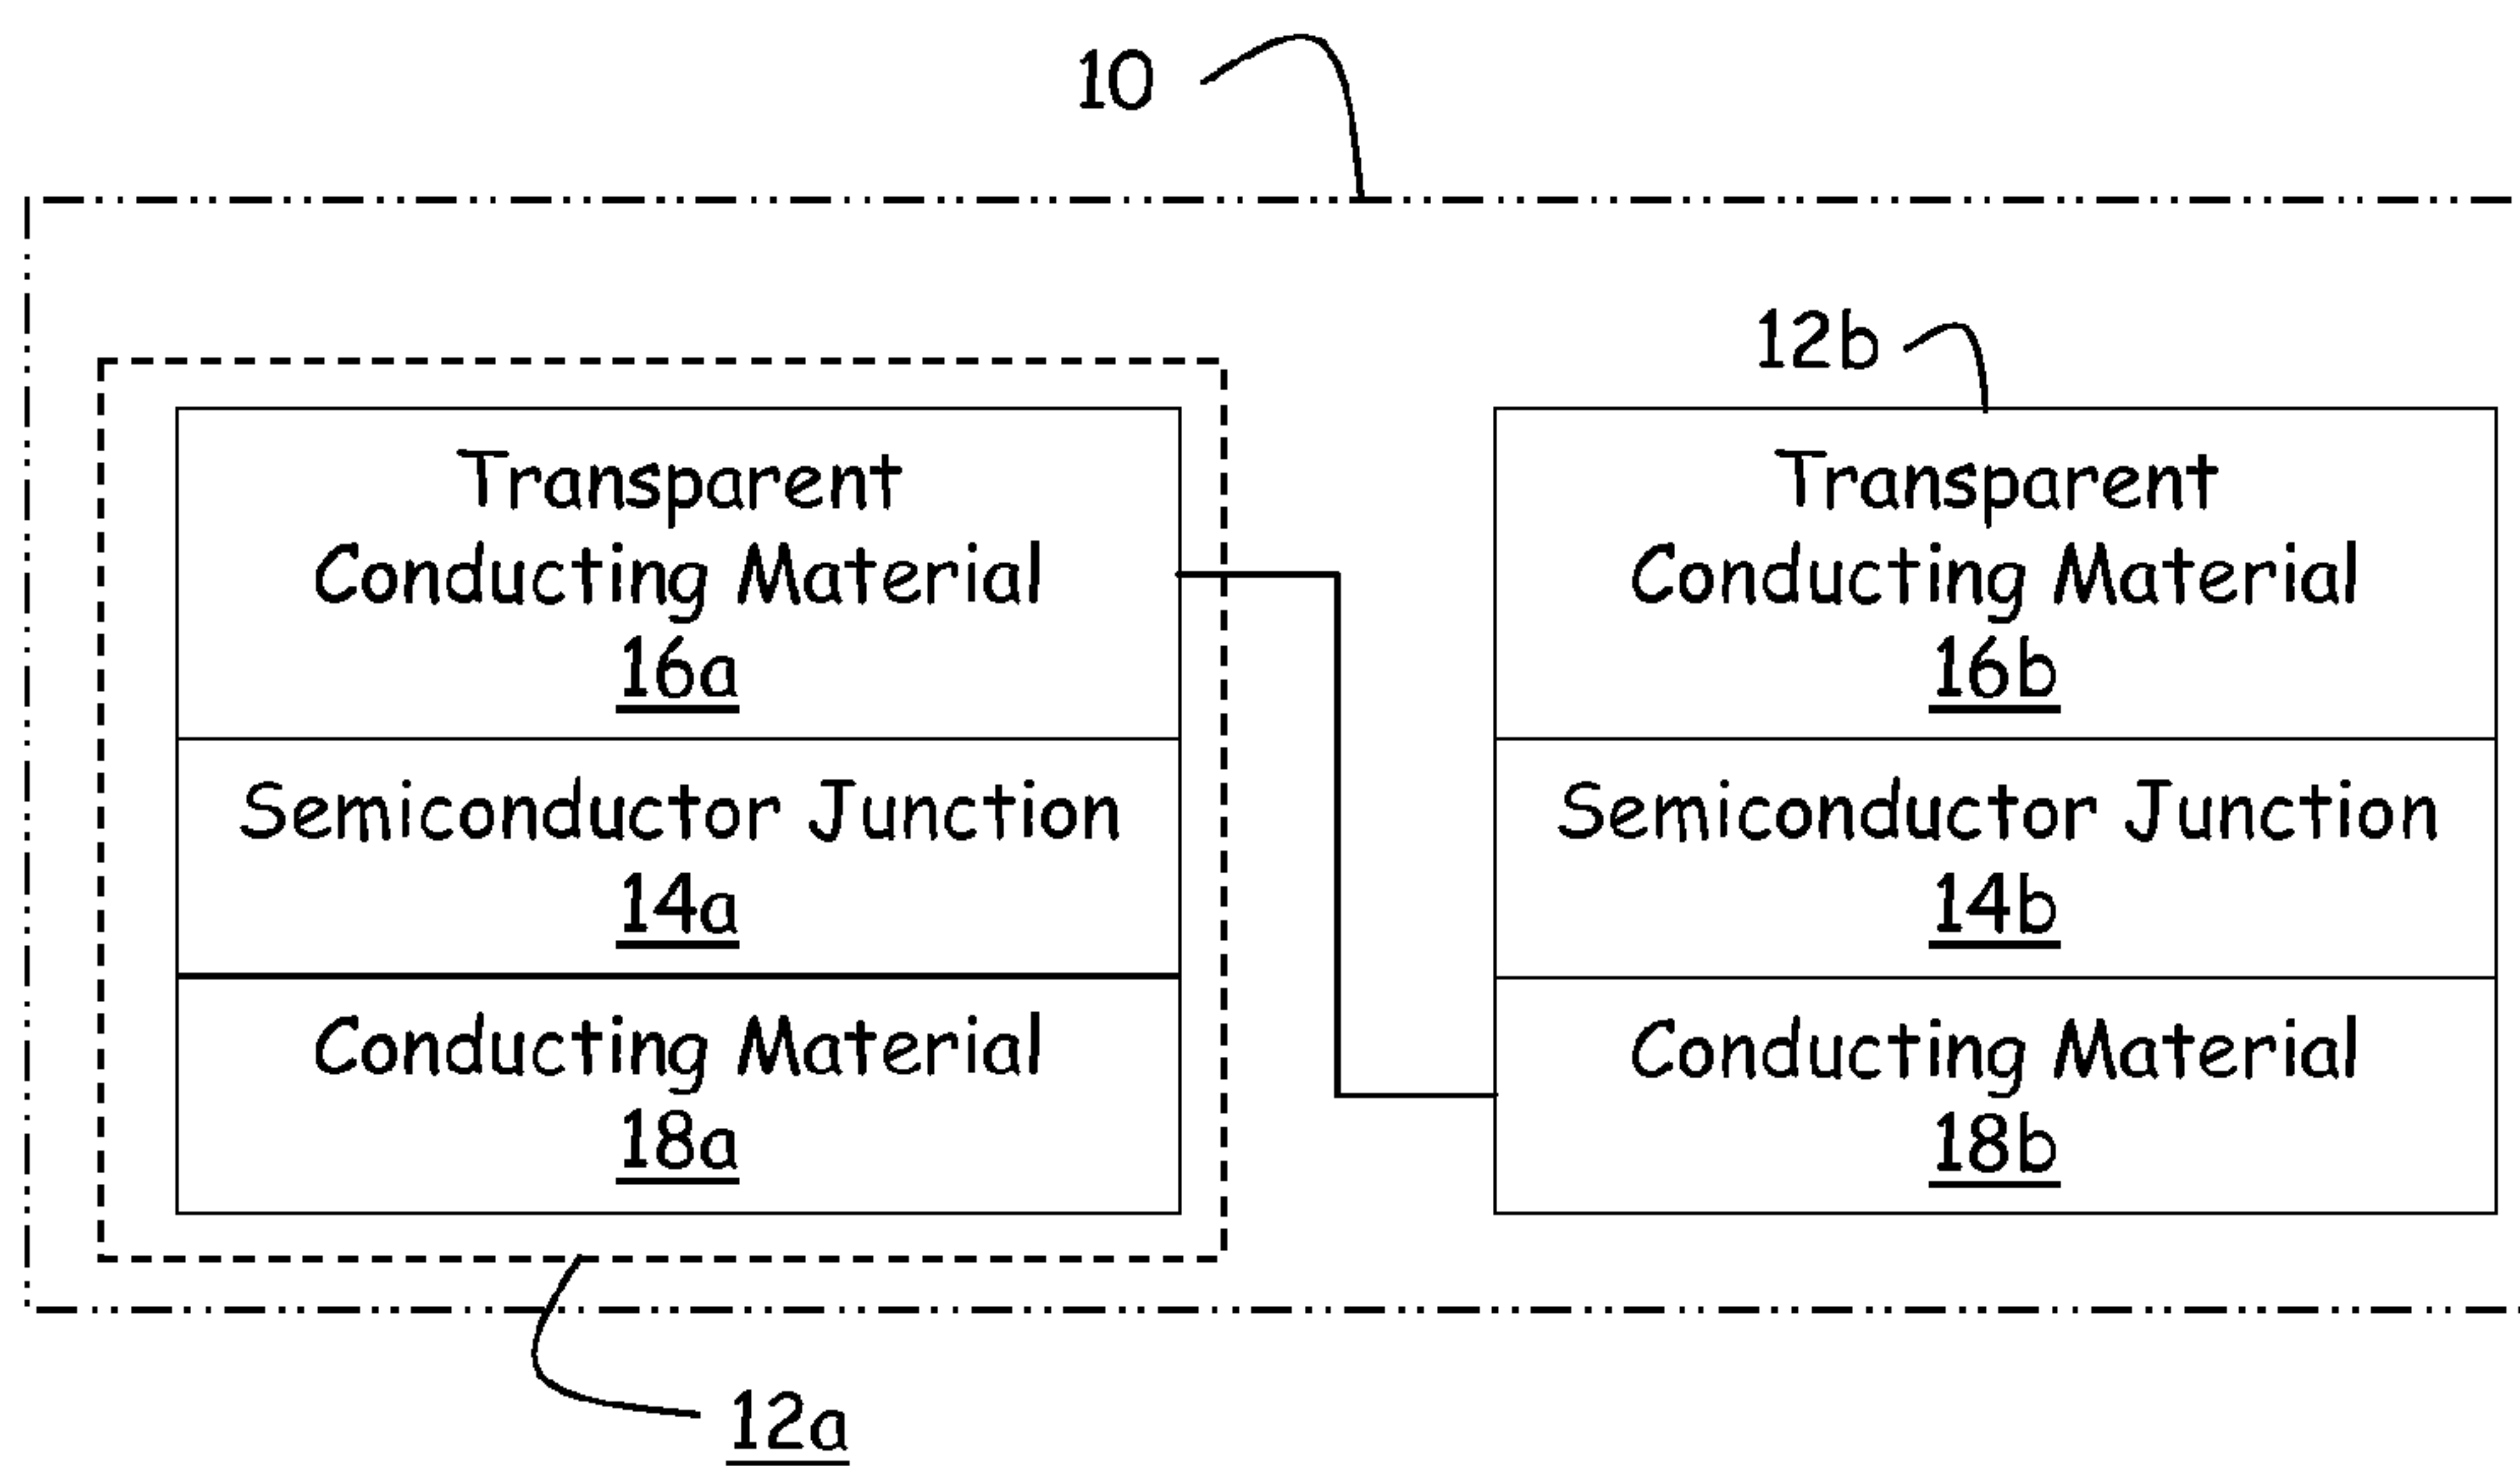 10
12b
Transparent
Conducting Material
16a
Semiconductor Junction
14a
Conducting Material
18a
Transparent
Conducting Material
16b
Semiconductor Junction
14b
Conducting Material
18b
12a